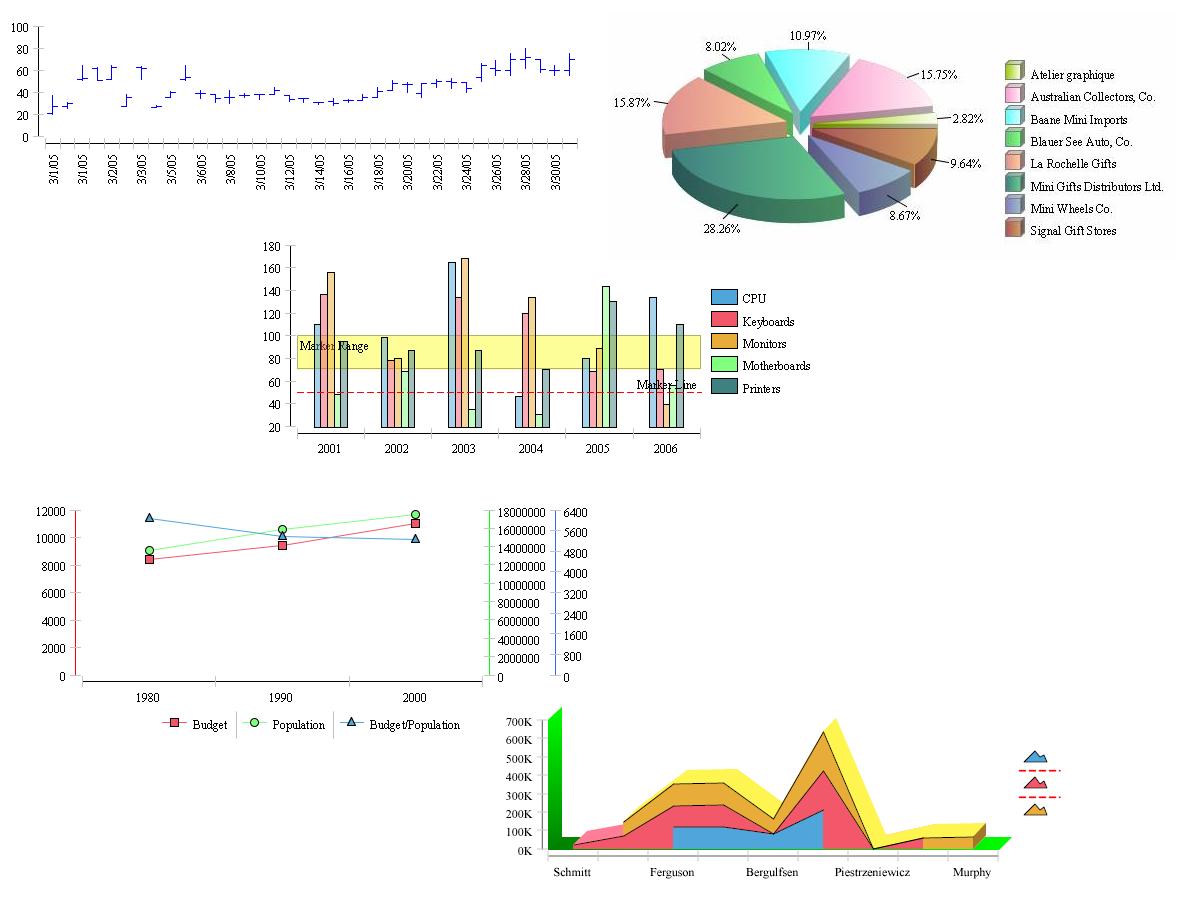 100
80
60
40
20
0
3/1/05
3/1/05
3/2/05
3/3/05
3/5/05
3/6/05
3/8/05
3/10/05
3/12/05
3/14/05
3/16/05
3/18/05
3/20/05
3/22/05
3/24/05
3/26/05
3/28/05
3/30/05
10.97%
8.02%
15.75%
15.87%
2.82%
9.64%
8.67%
28.26%
Atelier graphique
Australian Collectors, Co.
Baane Mini Imports
Blauer See Auto, Co.
La Rochelle Gifts
Mini Gifts Distributors Ltd.
Mini Wheels Co.
Signal Gift Stores
180
160
140
120
100
80
60
40
20
Marker Range
Marker Line
2001 2002 2003 2004 2005 2006
CPU
Keyboards
Monitors
Motherboards
Printers
12000
10000
8000
6000
4000
2000
0
18000000
16000000
14000000
12000000
10000000
8000000
6000000
4000000
2000000
0
6400
5600
4800
4000
3200
2400
1600
800
0
1980 1990 2000
Budget Population Budget/Population
700K
600K
500K
400K
300K
200K
100K
0K
Schmitt Ferguson Bergulfsen Piestrzeniewicz Murphy